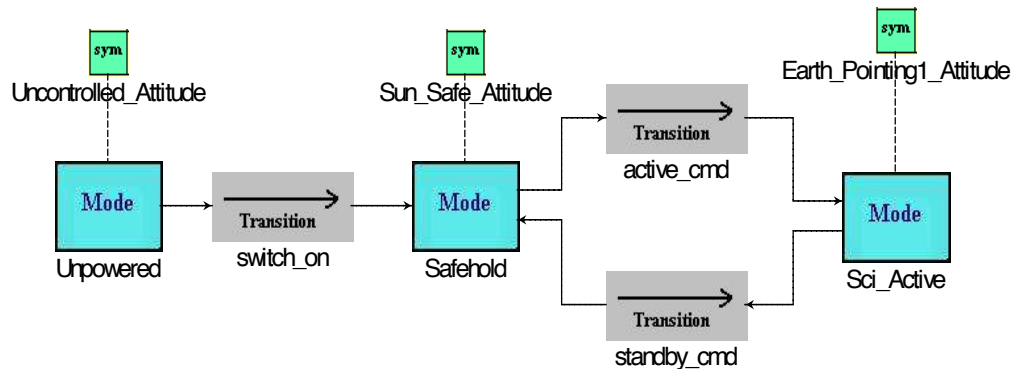 sym
Uncontrolled_Attitude
sym
Sun_Safe_Attitude
sym
Earth_Pointing1_Attitude
Mode
Unpowered
Transition
switch_on
Mode
Safehold
Transition
active_cmd
Mode
Sci_Active
Transition
standby_cmd